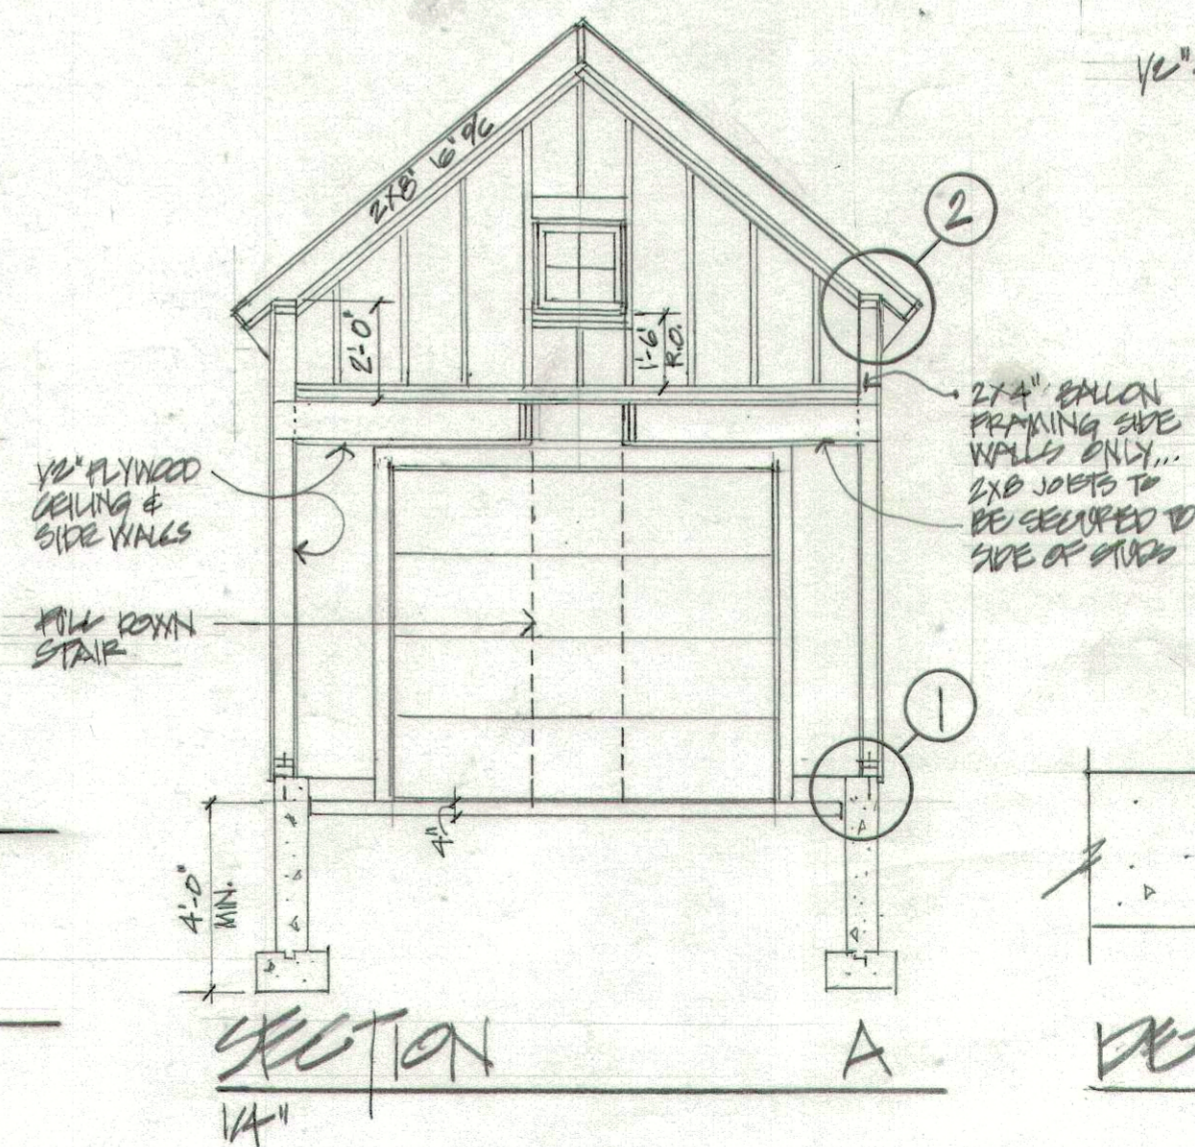 1/2"
2X8" 16" O/C
2
2'-0"
1'-6"
R.O.
2X4" BALLON
FRAMING SIDE
WALLS ONLY...
2X8 JOISTS TO
BE SECURED TO
SIDE OF STUDS
1/2" PLYWOOD
CEILING &
SIDE WALLS
PULL DOWN
STAIR
1
4"
4'-0"
MIN.
SECTION A
1/4"
DE